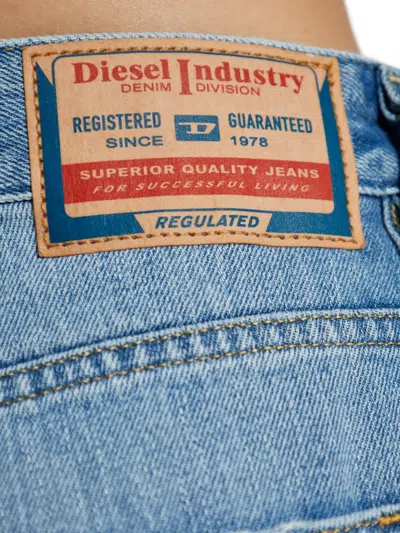 Diesel Industry
DENIM DIVISION
REGISTERED D GUARANTEED
SINCE 1978
SUPERIOR QUALITY JEANS
FOR SUCCESSFUL LIVING
REGULATED